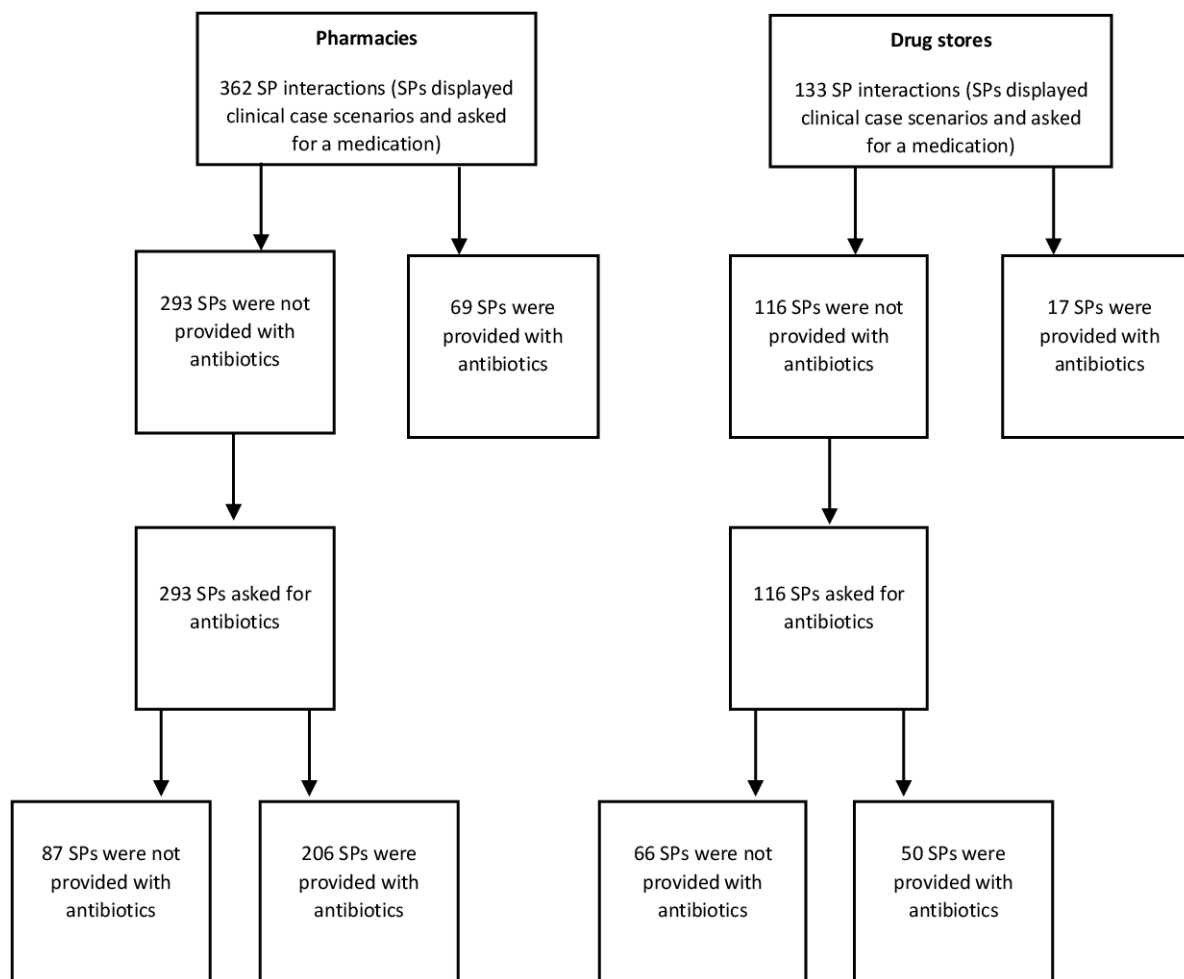 Pharmacies
362 SP interactions (SPs displayed
clinical case scenarios and asked
for a medication)
Drug stores
133 SP interactions (SPs displayed
clinical case scenarios and asked
for a medication)
293 SPs were not
provided with
antibiotics
69 SPs were
provided with
antibiotics
116 SPs were not
provided with
antibiotics
17 SPs were
provided with
antibiotics
293 SPs asked for
antibiotics
116 SPs asked for
antibiotics
87 SPs were not
provided with
antibiotics
206 SPs were
provided with
antibiotics
66 SPs were not
provided with
antibiotics
50 SPs were
provided with
antibiotics